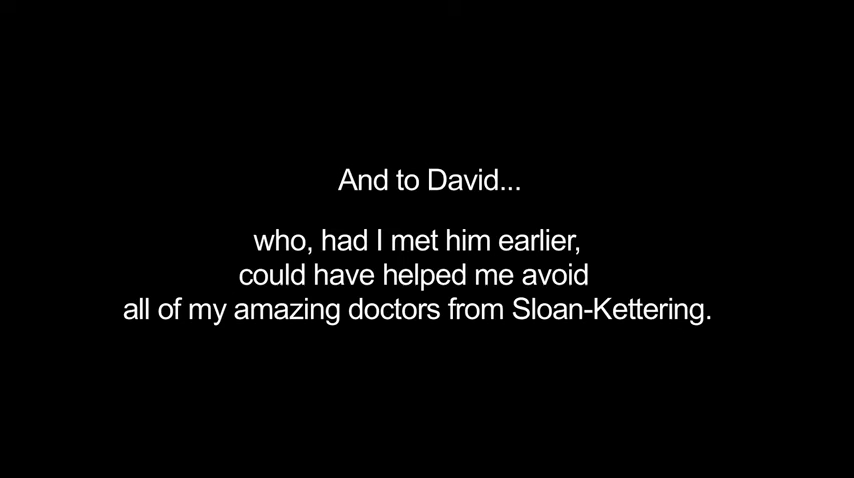 And to David...
who, had I met him earlier,
could have helped me avoid
all of my amazing doctors from Sloan-Kettering.